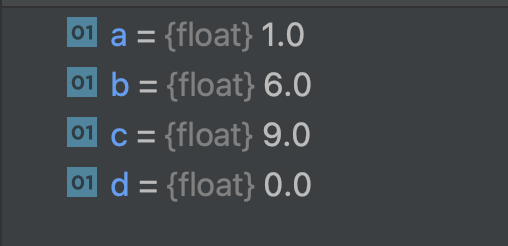 01 a = {float} 1.0
01 b = {float} 6.0
01 c = {float} 9.0
01 d = {float} 0.0